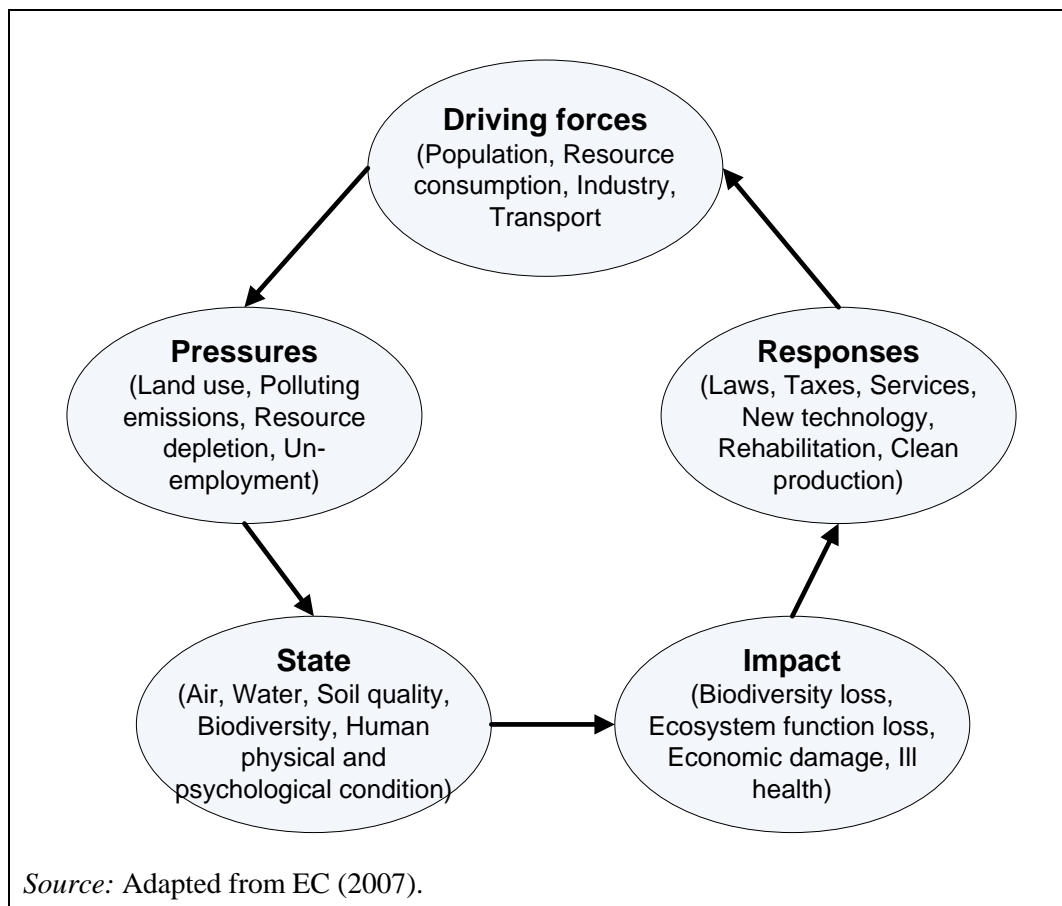 Driving forces
(Population, Resource
consumption, Industry,
Transport
Pressures
(Land use, Polluting
emissions, Resource
depletion, Un-
employment)
Responses
(Laws, Taxes, Services,
New technology,
Rehabilitation, Clean
production)
State
(Air, Water, Soil quality,
Biodiversity, Human
physical and
psychological condition)
Impact
(Biodiversity loss,
Ecosystem function loss,
Economic damage, Ill
health)
Source: Adapted from EC (2007).